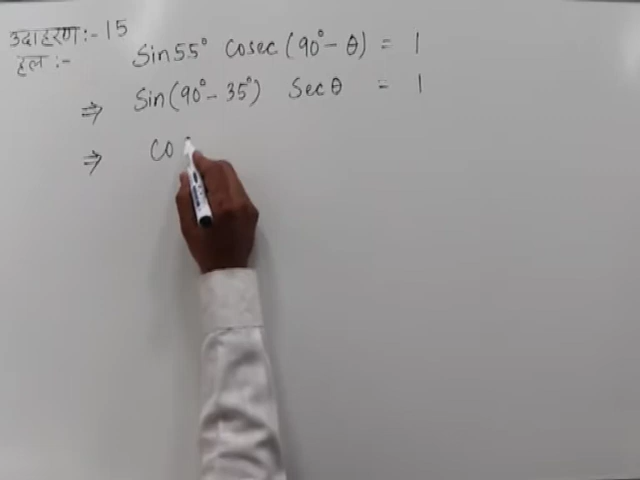 उदाहरण:- 15
हल :- Sin55° Cosec (90° - θ) = 1
⇒ Sin(90° - 35°) Secθ = 1
⇒ Co